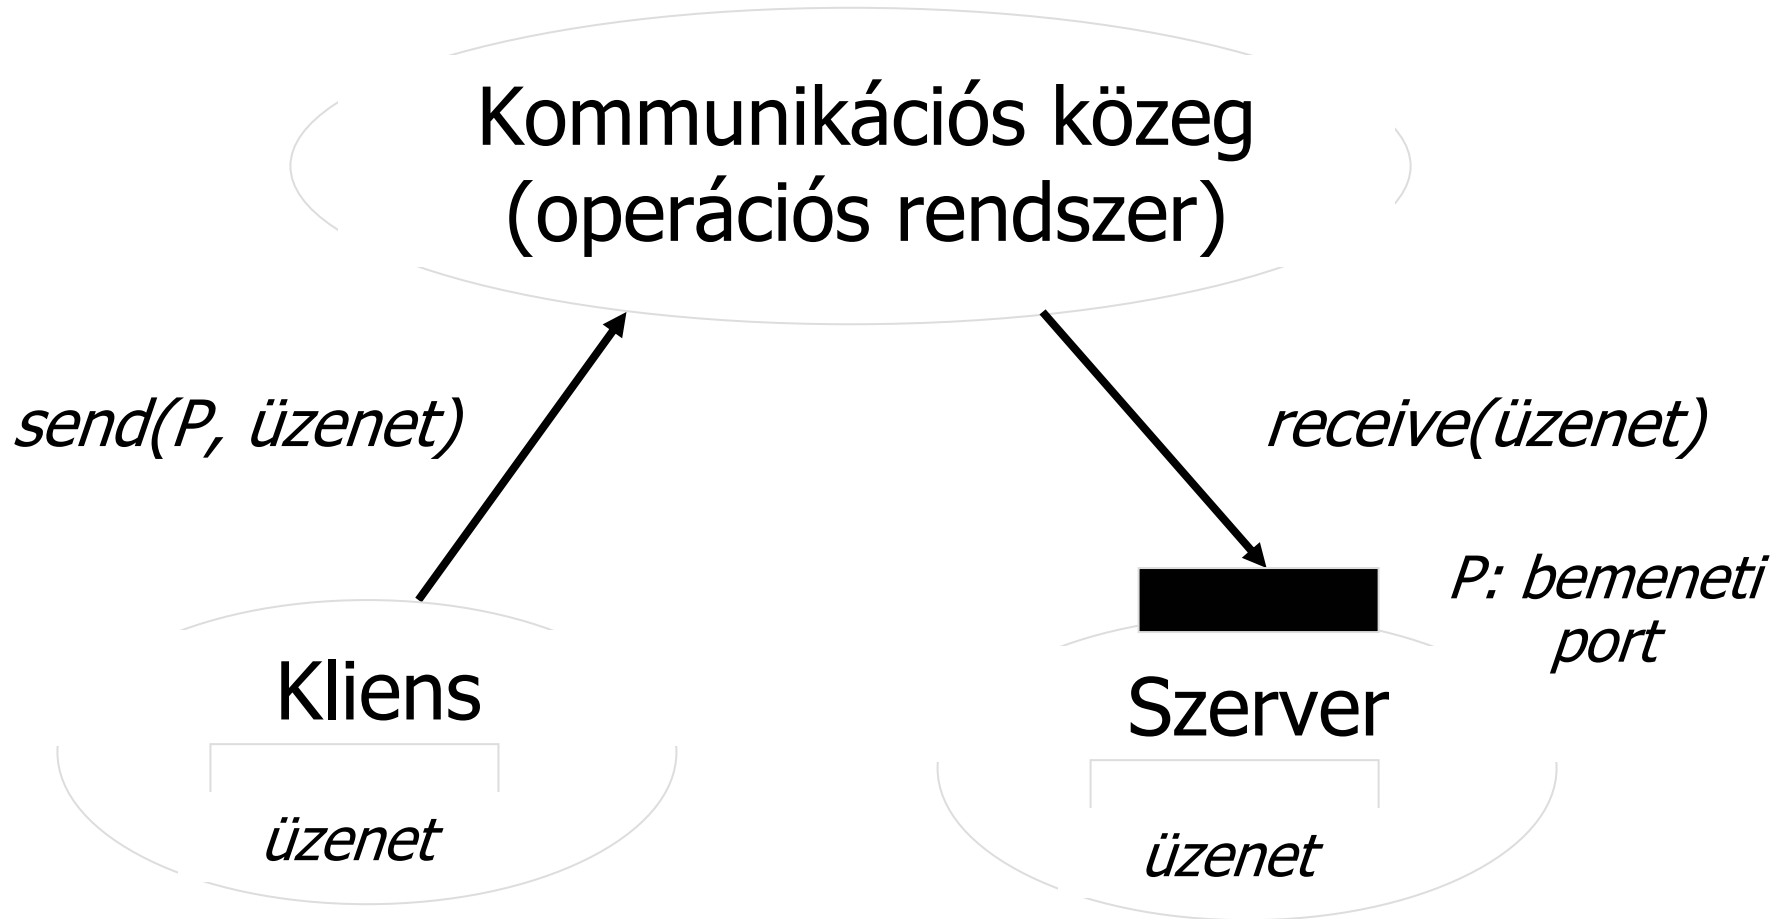 Kommunikációs közeg
(operációs rendszer)
send(P, üzenet)
receive(üzenet)
P: bemeneti
port
Kliens
Szerver
üzenet
üzenet